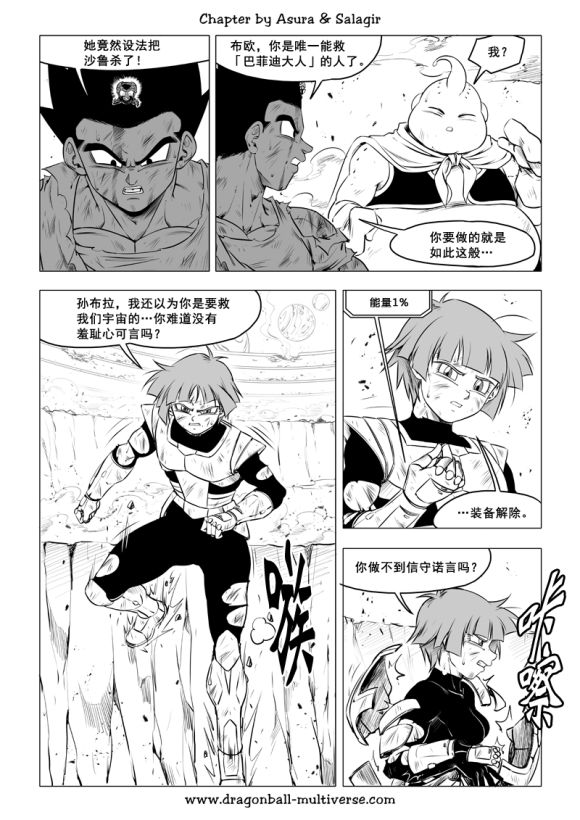 Chapter by Asura & Salagir
她竟然设法把
沙鲁杀了！
布欧，你是唯一能救
「巴菲迪大人」的人了。
我？
你要做的就是
如此这般…
孙布拉，我还以为你是要救
我们宇宙的…你难道没有
羞耻心可言吗？
能量1%
…装备解除。
你做不到信守诺言吗？
咔嚓
www.dragonball-multiverse.com